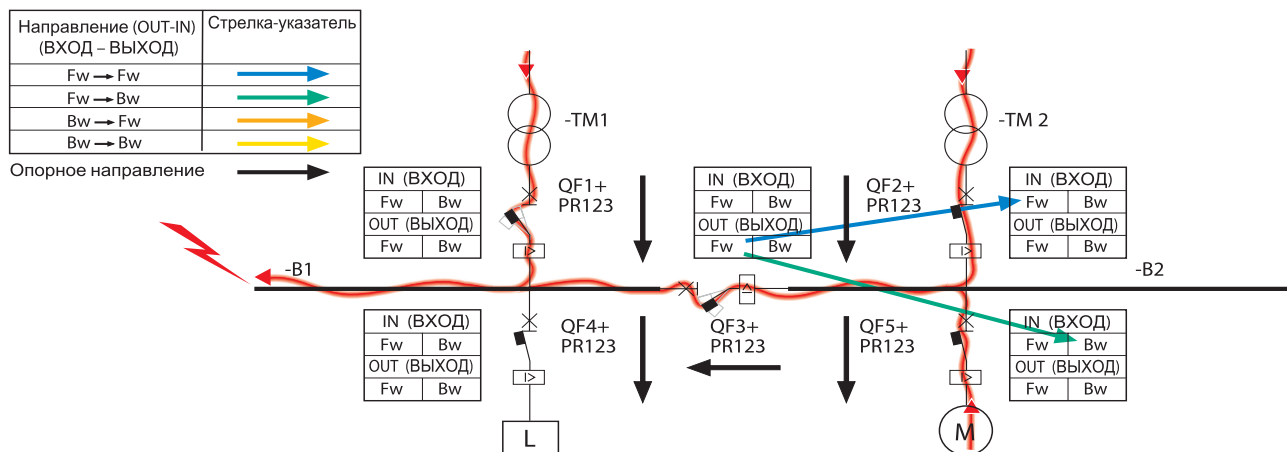 Направление (OUT-IN)
(ВХОД – ВЫХОД)
Стрелка-указатель
Fw → Fw
Fw → Bw
Bw → Fw
Bw → Bw
Опорное направление
-TM1
-TM 2
IN (ВХОД)
Fw Bw
OUT (ВЫХОД)
Fw Bw
QF1+
PR123
IN (ВХОД)
Fw Bw
OUT (ВЫХОД)
Fw Bw
QF2+
PR123
IN (ВХОД)
Fw Bw
OUT (ВЫХОД)
Fw Bw
I>
I>
-B1
-B2
I>
IN (ВХОД)
Fw Bw
OUT (ВЫХОД)
Fw Bw
QF4+
PR123
QF3+
PR123
QF5+
PR123
IN (ВХОД)
Fw Bw
OUT (ВЫХОД)
Fw Bw
I>
I>
L
M